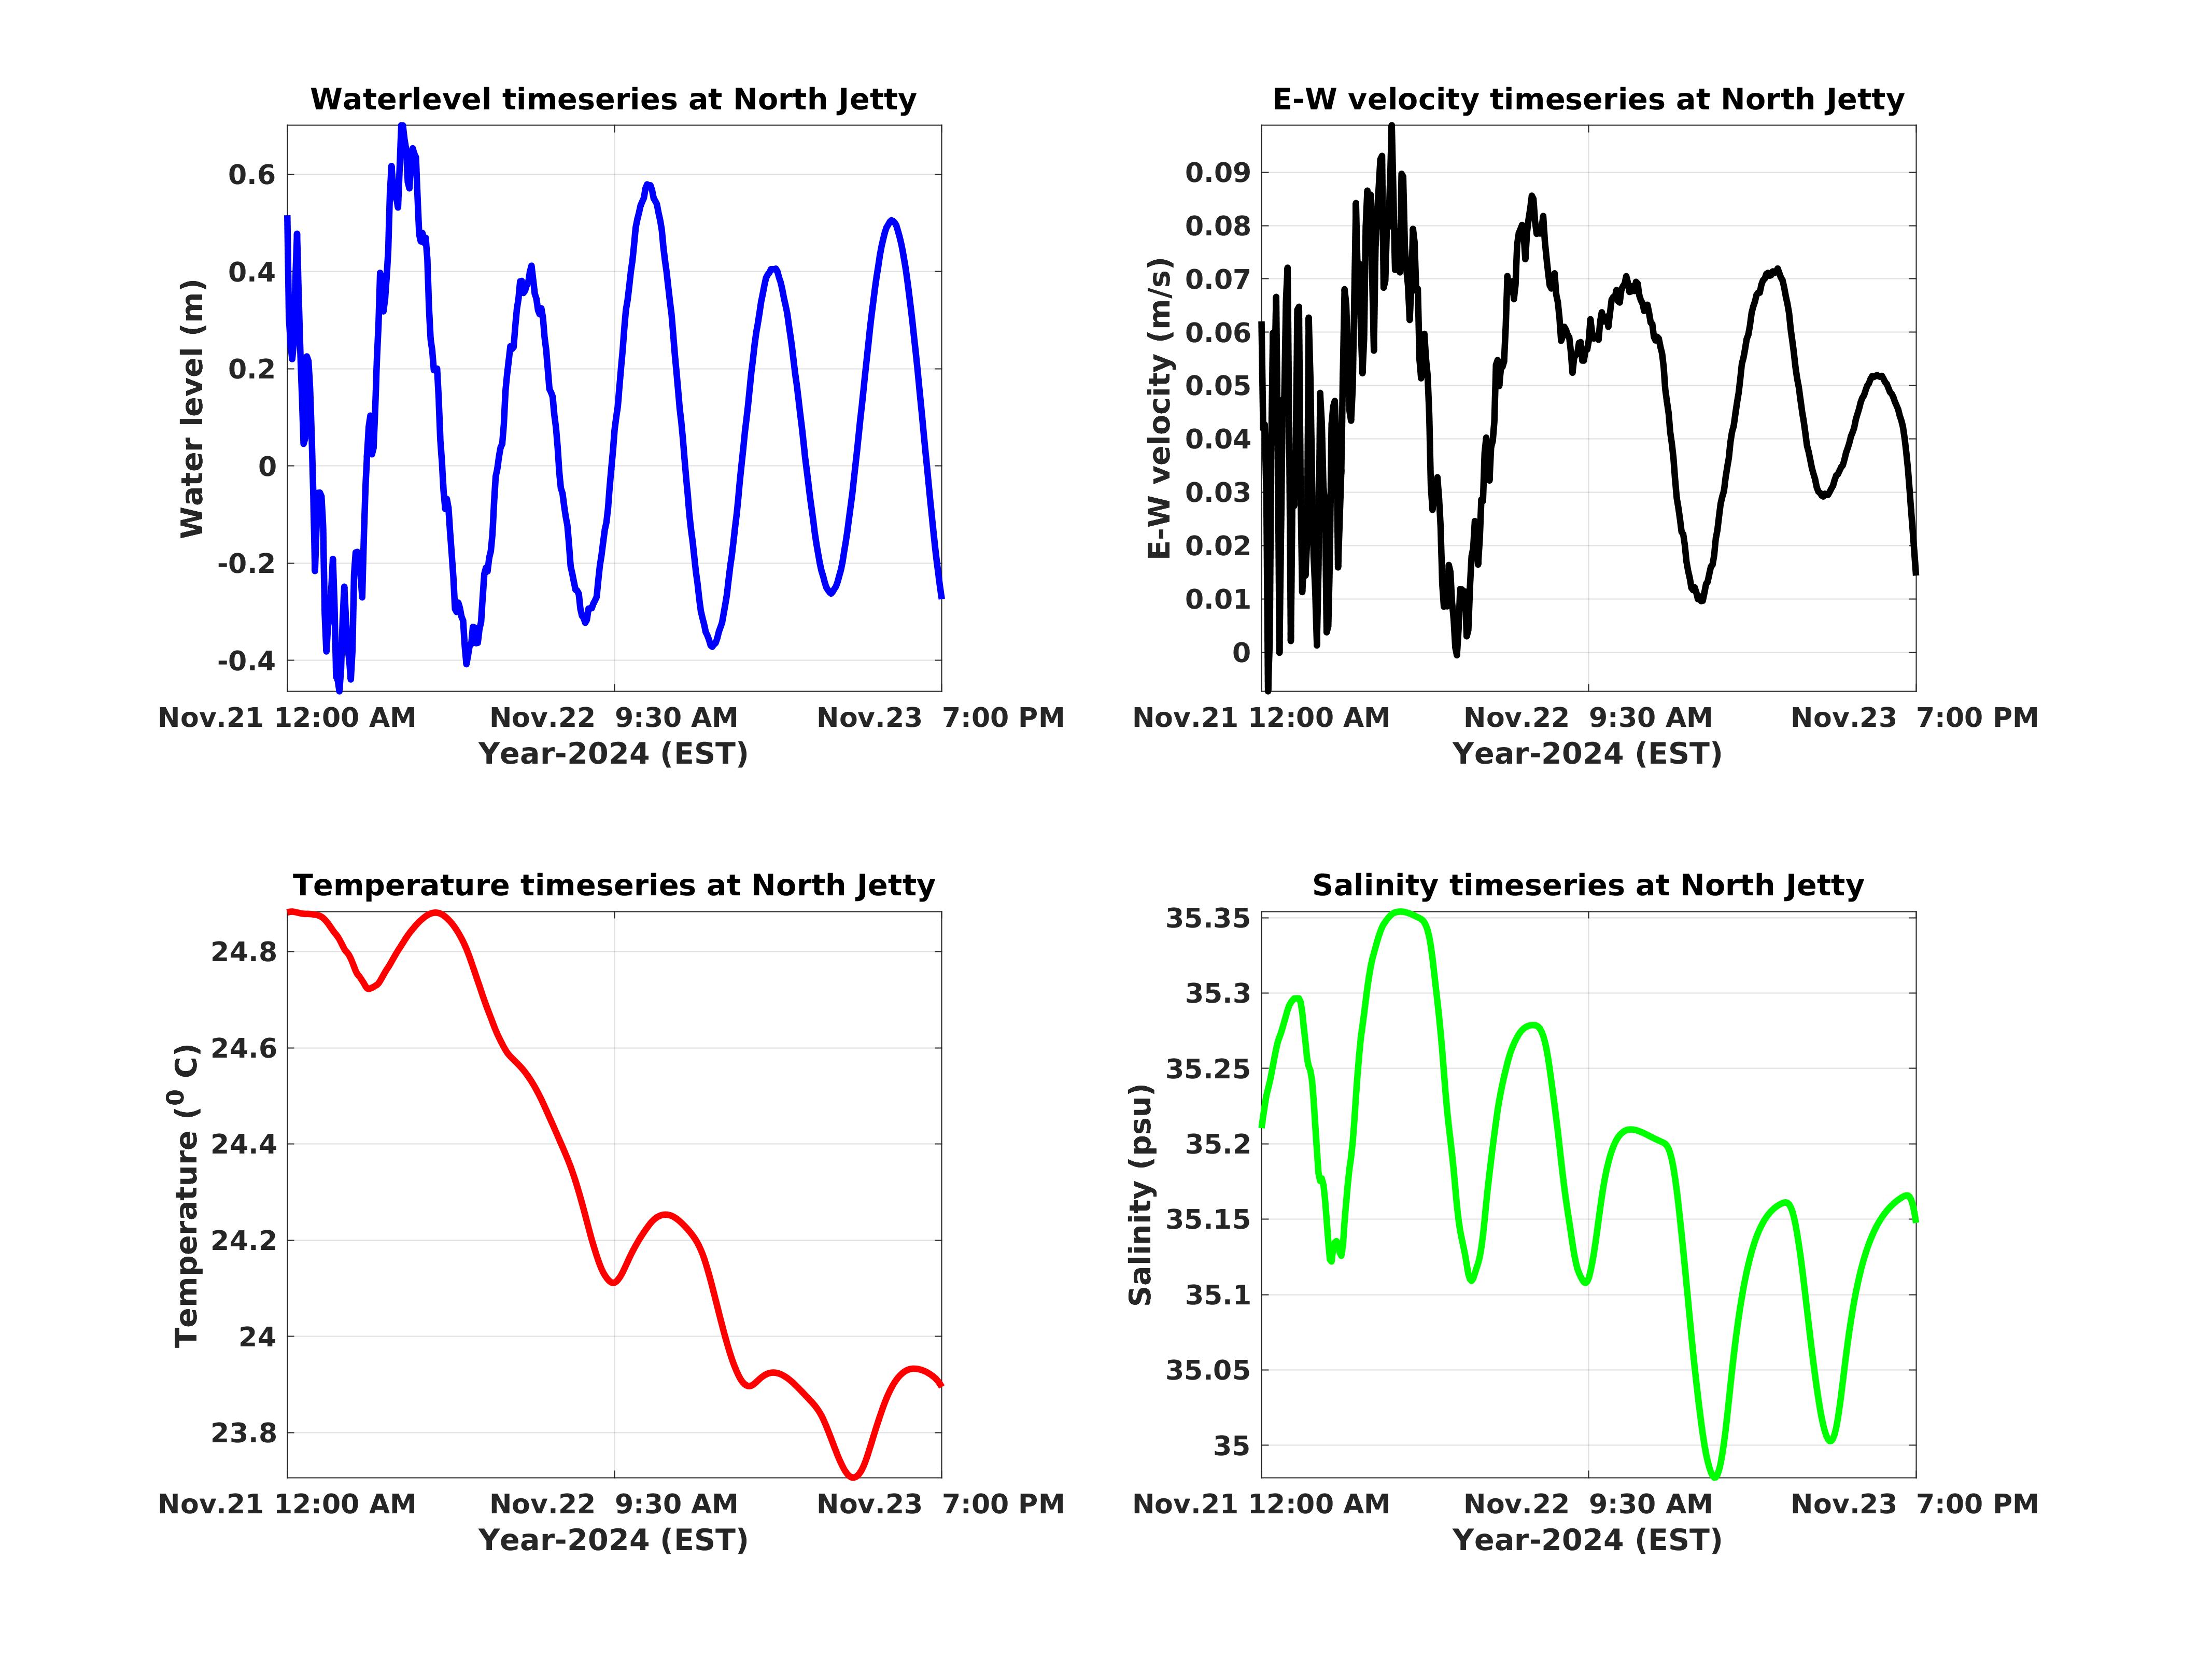 Waterlevel timeseries at North Jetty
Water level (m)
0.6
0.4
0.2
0
-0.2
-0.4
Nov.21 12:00 AM
Nov.22  9:30 AM
Nov.23  7:00 PM
Year-2024 (EST)
E-W velocity timeseries at North Jetty
E-W velocity (m/s)
0.09
0.08
0.07
0.06
0.05
0.04
0.03
0.02
0.01
0
Nov.21 12:00 AM
Nov.22  9:30 AM
Nov.23  7:00 PM
Year-2024 (EST)
Temperature timeseries at North Jetty
Temperature (⁰ C)
24.8
24.6
24.4
24.2
24
23.8
Nov.21 12:00 AM
Nov.22  9:30 AM
Nov.23  7:00 PM
Year-2024 (EST)
Salinity timeseries at North Jetty
Salinity (psu)
35.35
35.3
35.25
35.2
35.15
35.1
35.05
35
Nov.21 12:00 AM
Nov.22  9:30 AM
Nov.23  7:00 PM
Year-2024 (EST)